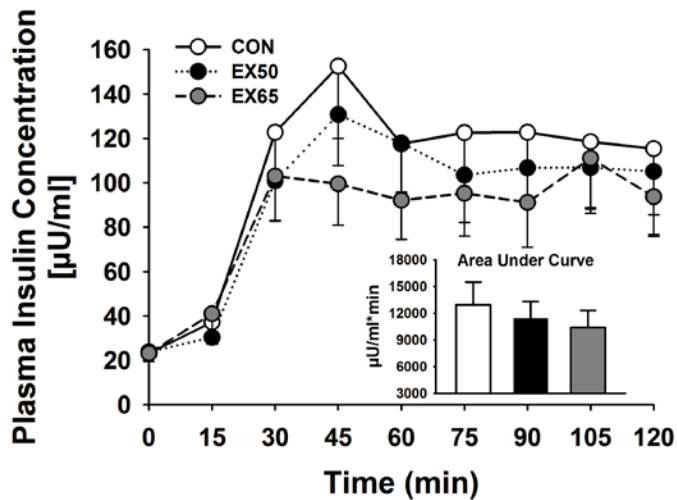 160
CON
140
EX50
120
EX65
100
80
60
40
20
0
Plasma Insulin Concentration
[µU/ml]
Area Under Curve
18000
15000
12000
9000
6000
3000
µU/ml*min
0 15 30 45 60 75 90 105 120
Time (min)